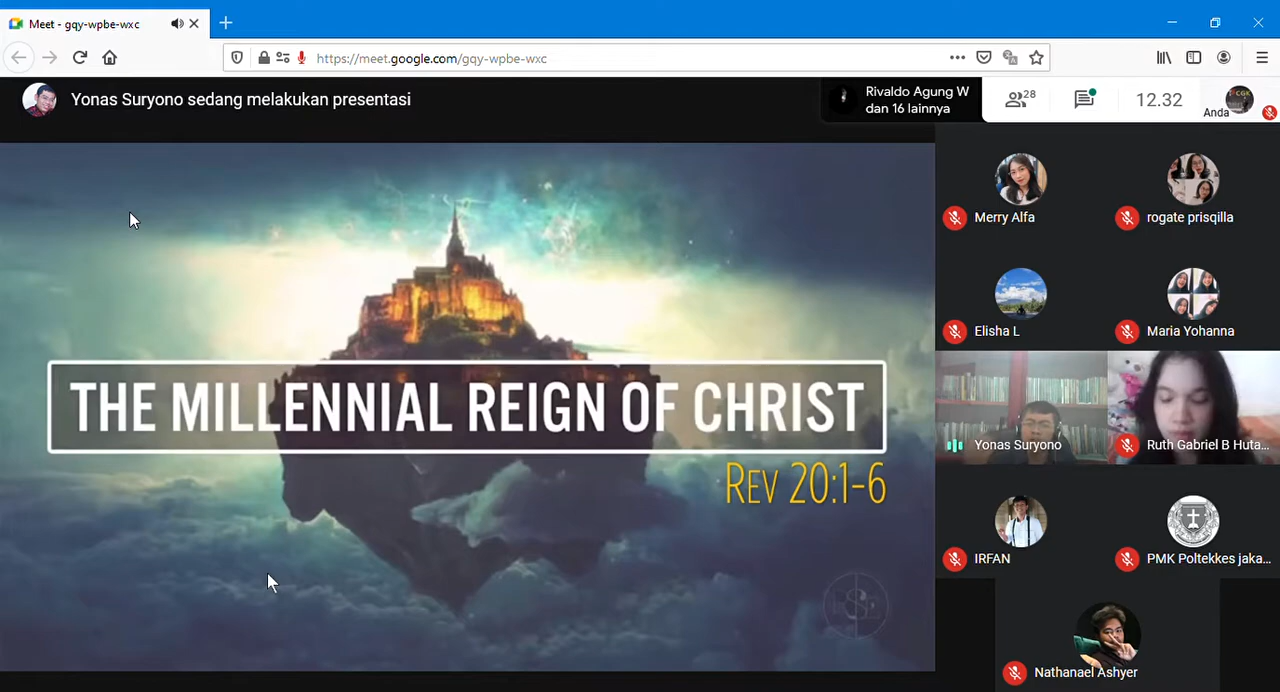 Meet - gqy-wpbe-wxc
https://meet.google.com/gqy-wpbe-wxc
Yonas Suryono sedang melakukan presentasi
Rivaldo Agung W
dan 16 lainnya
28
12.32
Anda
THE MILLENNIAL REIGN OF CHRIST
REV 20:1-6
Merry Alfa
rogate prisqilla
Elisha L
Maria Yohanna
Yonas Suryono
Ruth Gabriel B Huta...
IRFAN
PMK Poltekkes jaka...
Nathanael Ashyer